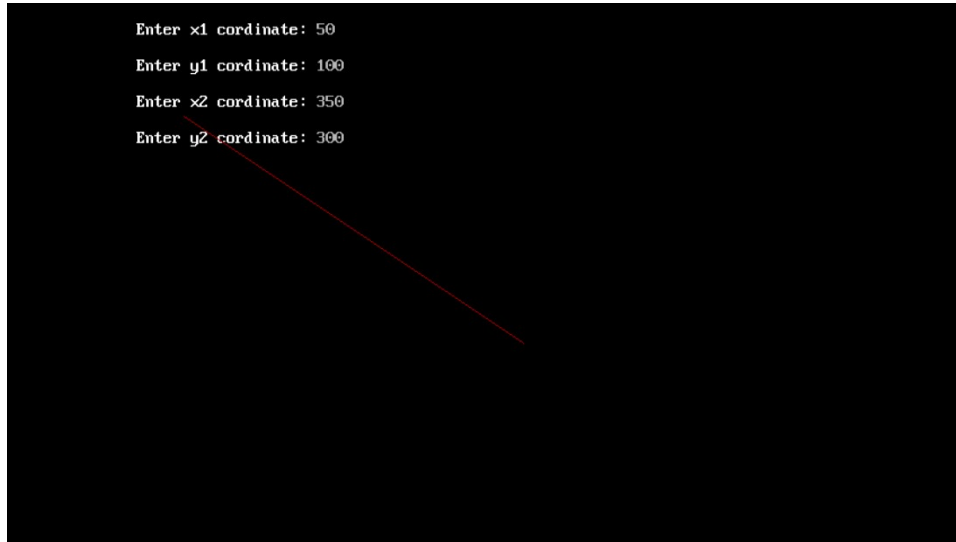 Enter x1 cordinate: 50
Enter y1 cordinate: 100
Enter x2 cordinate: 350
Enter y2 cordinate: 300